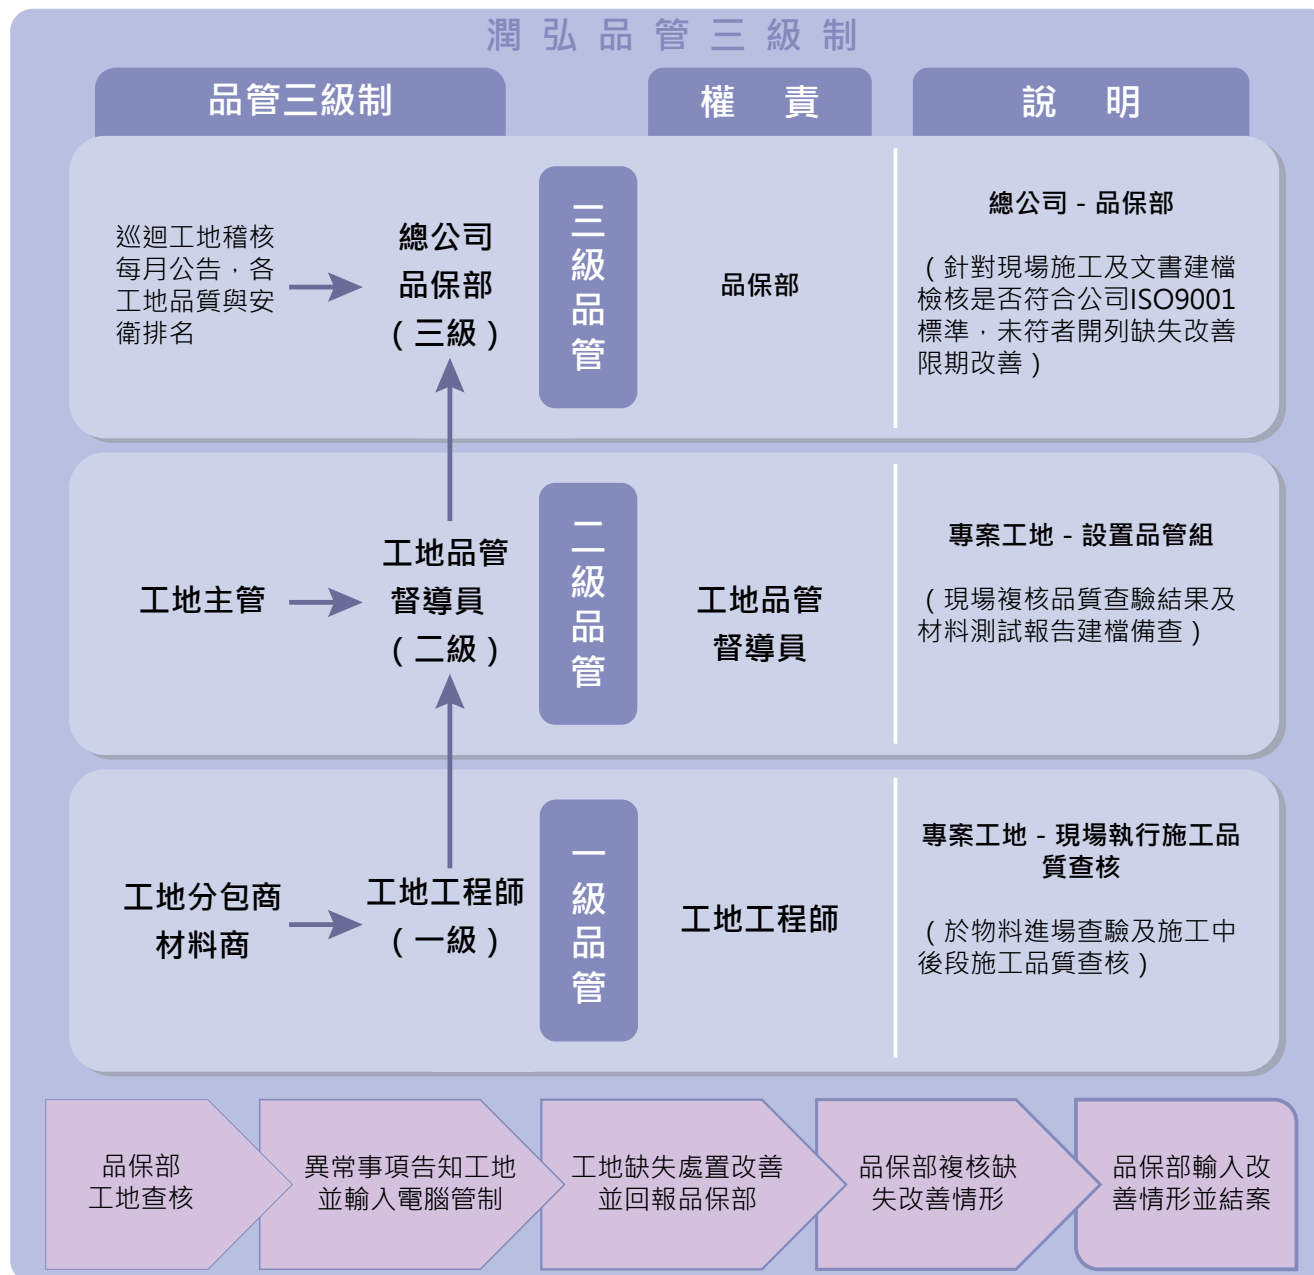 潤弘品管三級制
品管三級制
權責
說明
巡迴工地稽核
每月公告，各
工地品質與安
衛排名
總公司
品保部
（三級）
三級品管
品保部
總公司 - 品保部
（針對現場施工及文書建檔
檢核是否符合公司ISO9001
標準，未符者開列缺失改善
限期改善）
工地主管
工地品管
督導員
（二級）
二級品管
工地品管
督導員
專案工地 - 設置品管組
（現場複核品質查驗結果及
材料測試報告建檔備查）
工地分包商
材料商
工地工程師
（一級）
一級品管
工地工程師
專案工地 - 現場執行施工品
質查核
（於物料進場查驗及施工中
後段施工品質查核）
品保部
工地查核
異常事項告知工地
並輸入電腦管制
工地缺失處置改善
並回報品保部
品保部複核缺
失改善情形
品保部輸入改
善情形並結案